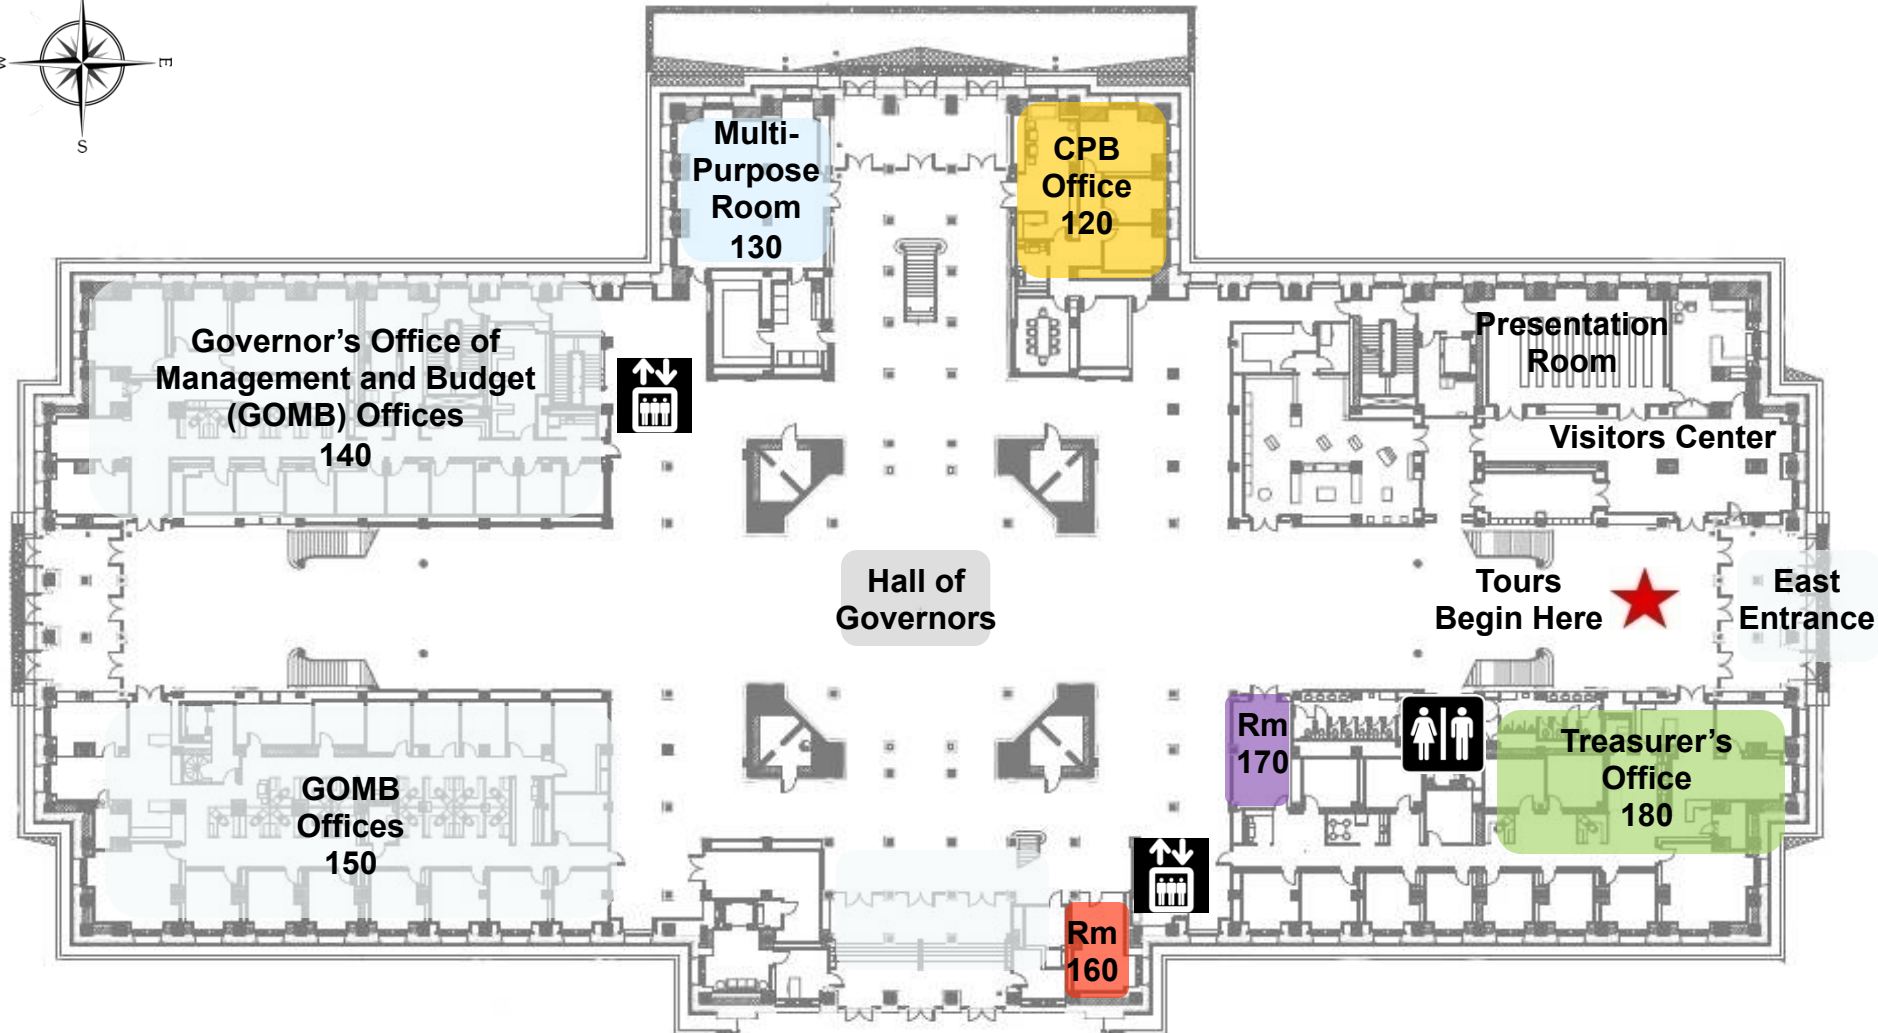 W
E
S
Multi-
Purpose
Room
130
CPB
Office
120
Governor's Office of
Management and Budget
(GOMB) Offices
140
Presentation
Room
Visitors Center
Hall of
Governors
Tours
Begin Here
East
Entrance
GOMB
Offices
150
Rm
170
Treasurer's
Office
180
Rm
160